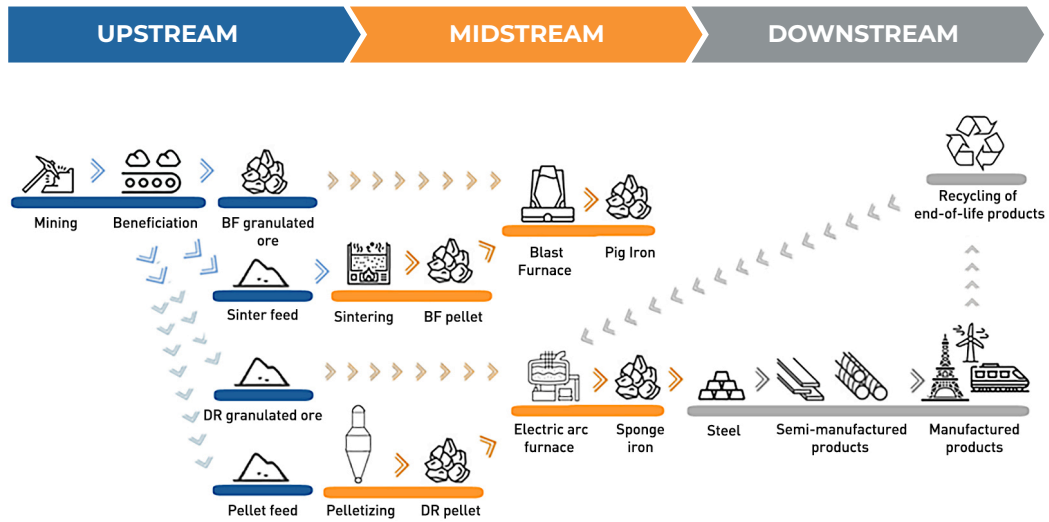 UPSTREAM
MIDSTREAM
DOWNSTREAM
Mining
Beneficiation
BF granulated
ore
Blast
Furnace
Pig Iron
Recycling of
end-of-life products
Sinter feed
Sintering
BF pellet
DR granulated ore
Electric arc
furnace
Sponge
iron
Steel
Semi-manufactured
products
Manufactured
products
Pellet feed
Pelletizing
DR pellet